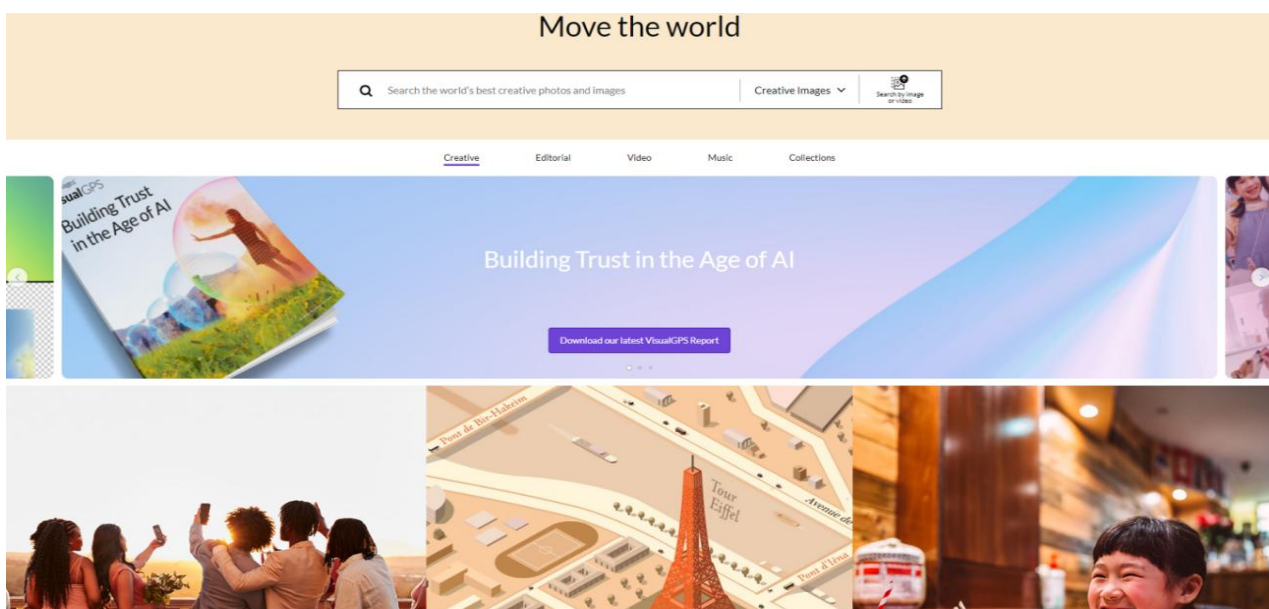 Move the world
Search the world's best creative photos and images
Creative Images
Search by image
or video
Creative
Editorial
Video
Music
Collections
sualGPS
Building Trust
in the Age of AI
Building Trust in the Age of AI
Download our latest VisualGPS Report
Pont de Bir-Hakeim
Tour
Eiffel
Avenue de
Pont d'Iéna